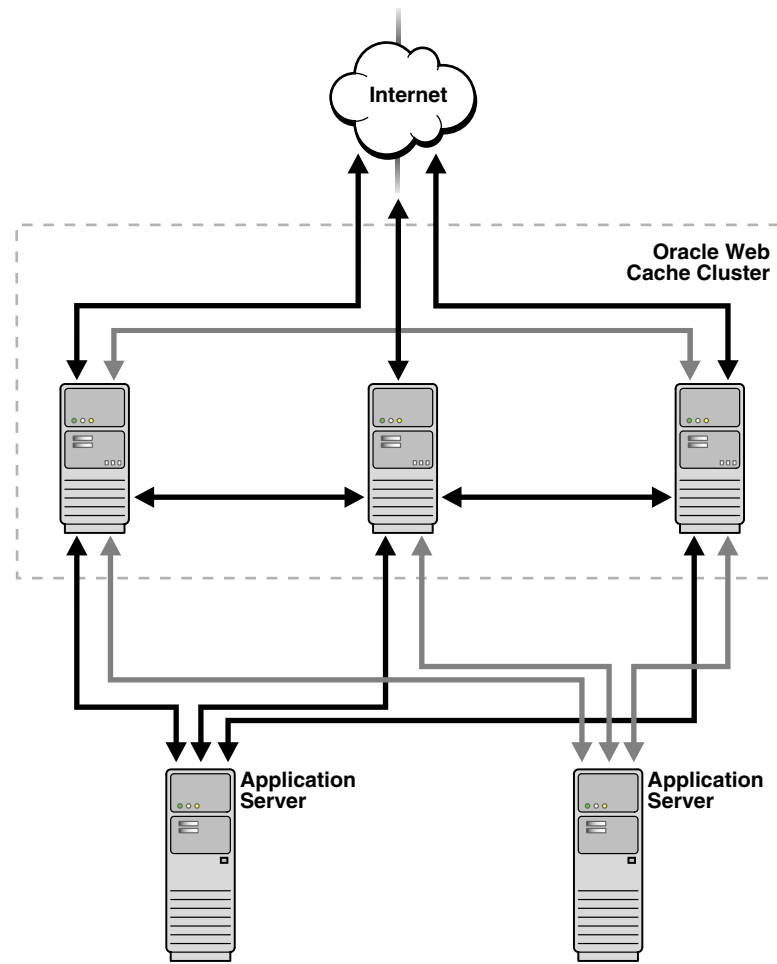 Internet
Oracle Web
Cache Cluster
Application
Server
Application
Server